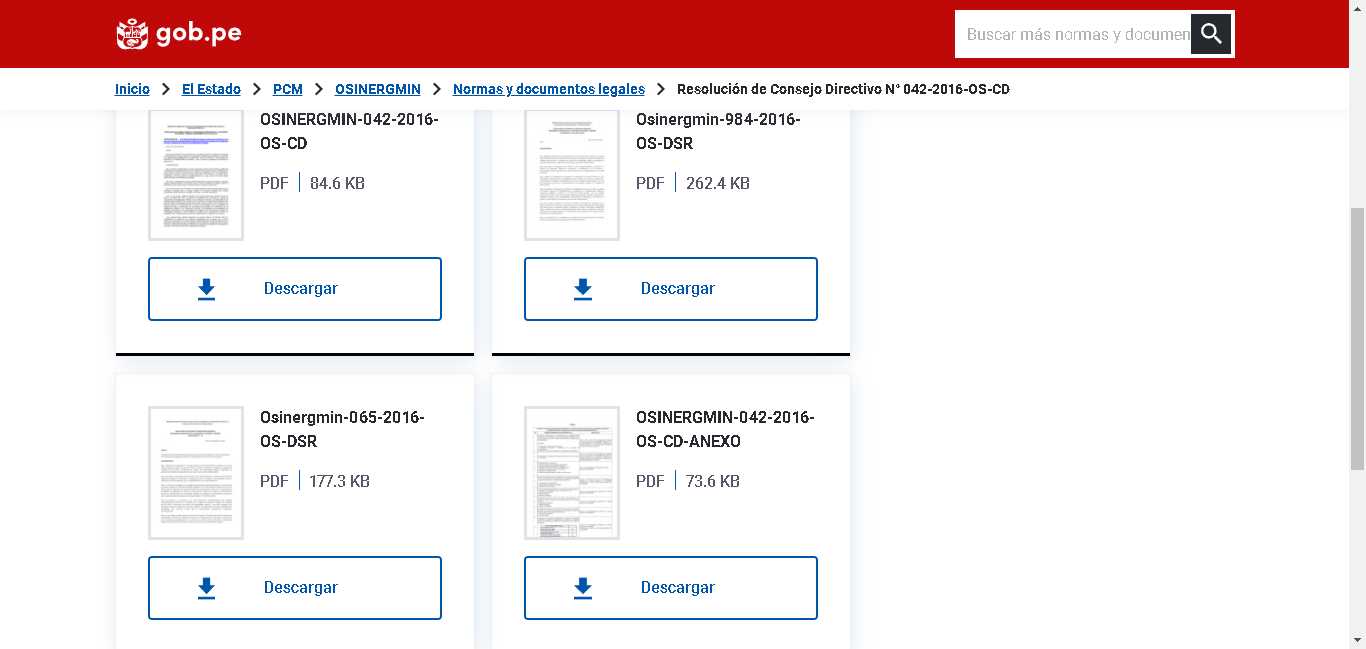 gob.pe
Buscar más normas y documen
Inicio
El Estado
PCM
OSINERGMIN
Normas y documentos legales
Resolución de Consejo Directivo N° 042-2016-OS-CD
OSINERGMIN-042-2016-
OS-CD
PDF
84.6 KB
Descargar
Osinergmin-984-2016-
OS-DSR
PDF
262.4 KB
Descargar
Osinergmin-065-2016-
OS-DSR
PDF
177.3 KB
Descargar
OSINERGMIN-042-2016-
OS-CD-ANEXO
PDF
73.6 KB
Descargar